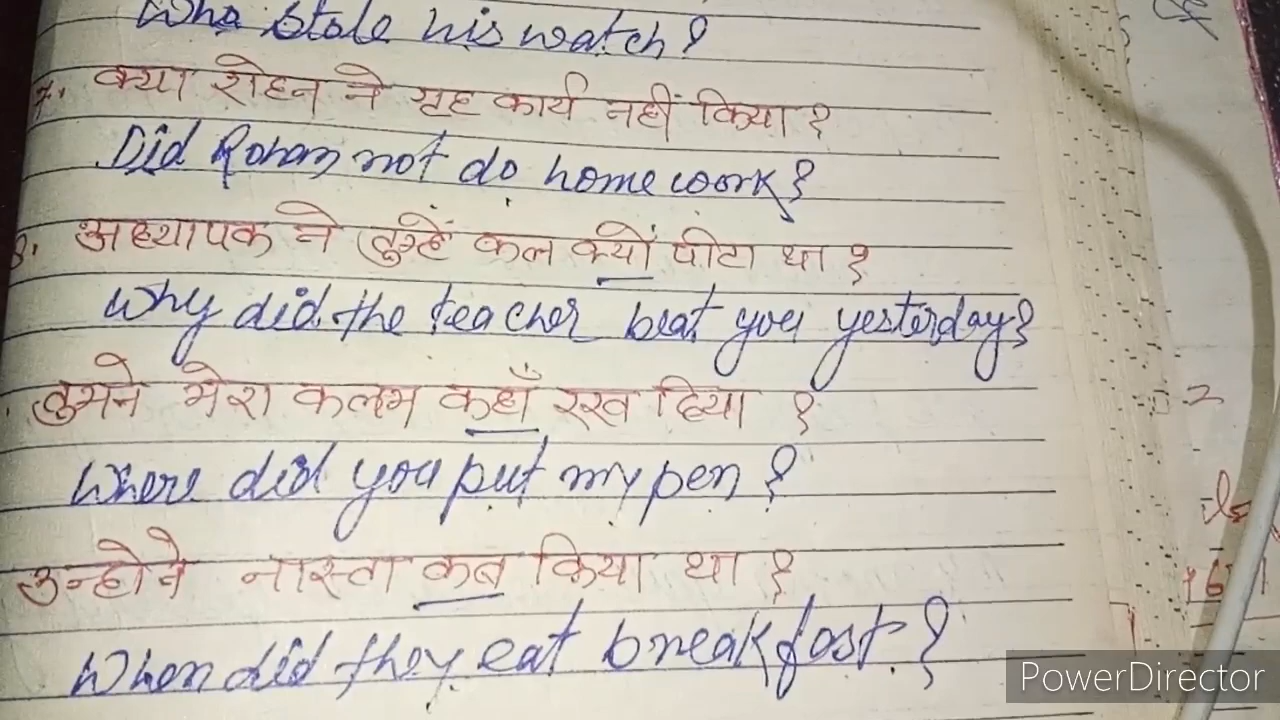 Who stole his watch?
7. क्या रोहन ने गृह कार्य नहीं किया ?
Did Rohan not do home work?
8. अध्यापक ने तुम्हें कल क्यों पीटा था ?
Why did the teacher beat you yesterday?
तुमने मेरा कलम कहाँ रख दिया ?
Where did you put my pen ?
उन्होने नास्ता कब किया था ?
When did they eat breakfast ?
PowerDirector